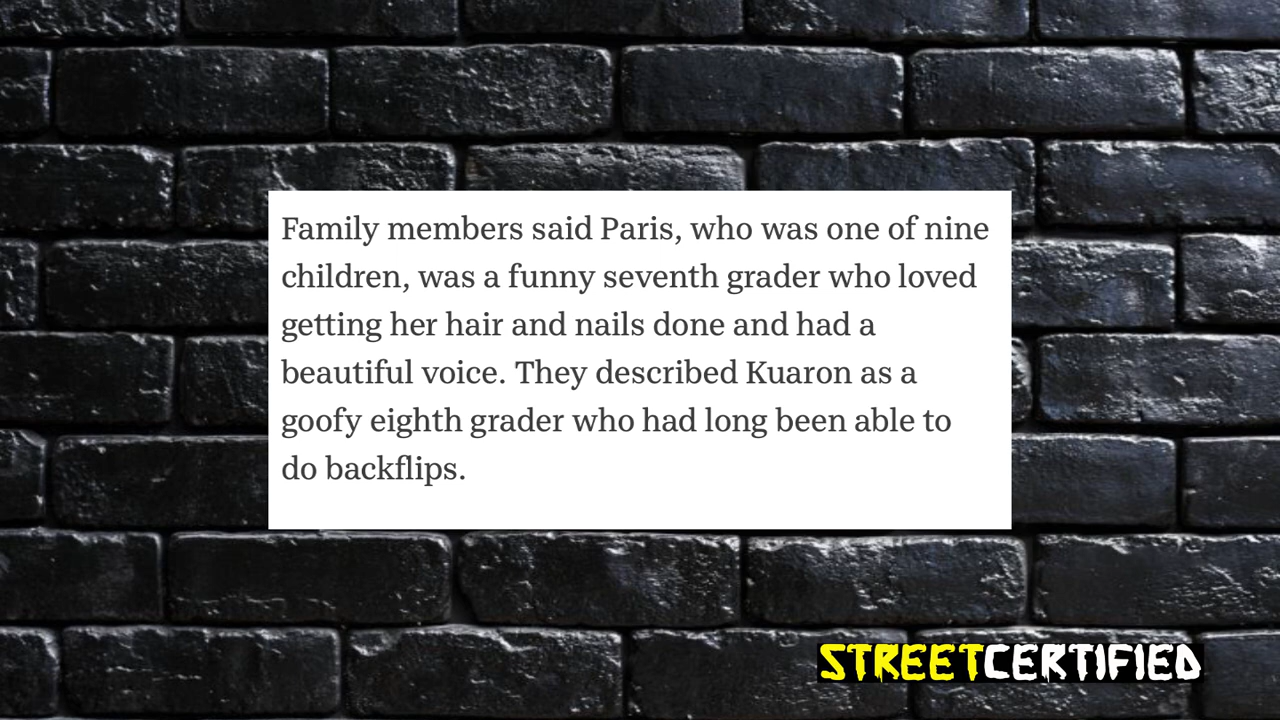 Family members said Paris, who was one of nine
children, was a funny seventh grader who loved
getting her hair and nails done and had a
beautiful voice. They described Kuaron as a
goofy eighth grader who had long been able to
do backflips.
STREETCERTIFIED